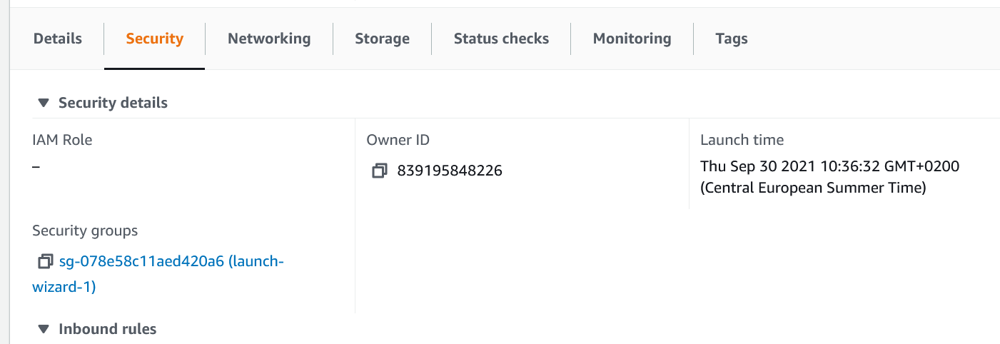 Details
Security
Networking
Storage
Status checks
Monitoring
Tags
Security details
IAM Role
–
Owner ID
839195848226
Launch time
Thu Sep 30 2021 10:36:32 GMT+0200
(Central European Summer Time)
Security groups
sg-078e58c11aed420a6 (launch-
wizard-1)
Inbound rules